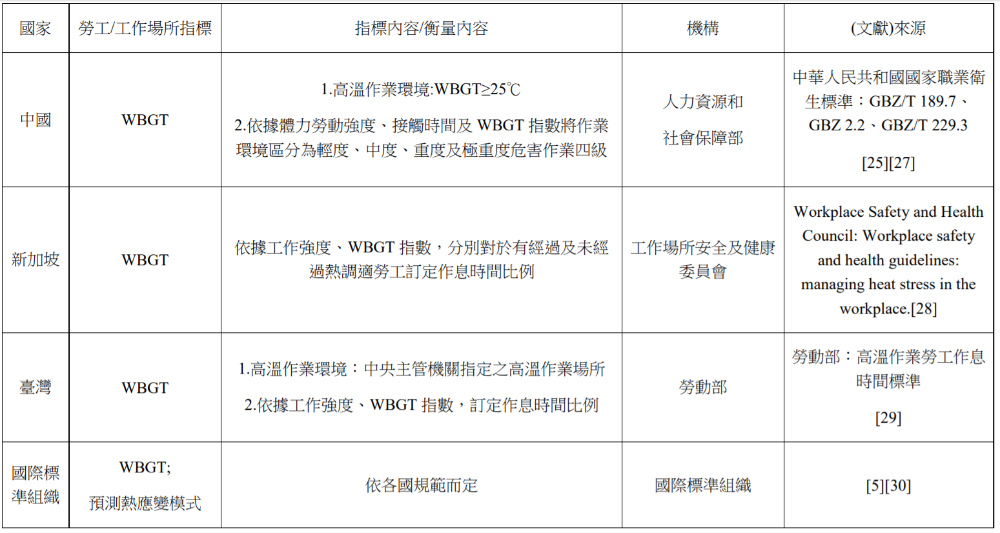 國家
勞工/工作場所指標
指標內容/衡量內容
機構
(文獻)來源
中國
WBGT
1.高溫作業環境:WBGT≥25℃
2.依據體力勞動強度、接觸時間及 WBGT 指數將作業
環境區分為輕度、中度、重度及極重度危害作業四級
人力資源和
社會保障部
中華人民共和國國家職業衛
生標準：GBZ/T 189.7、
GBZ 2.2、GBZ/T 229.3
[25][27]
新加坡
WBGT
依據工作強度、WBGT 指數，分別對於有經過及未經
過熱調適勞工訂定作息時間比例
工作場所安全及健康
委員會
Workplace Safety and Health
Council: Workplace safety
and health guidelines:
managing heat stress in the
workplace.[28]
臺灣
WBGT
1.高溫作業環境：中央主管機關指定之高溫作業場所
2.依據工作強度、WBGT 指數，訂定作息時間比例
勞動部
勞動部：高溫作業勞工作息
時間標準
[29]
國際標
準組織
WBGT;
預測熱應變模式
依各國規範而定
國際標準組織
[5][30]